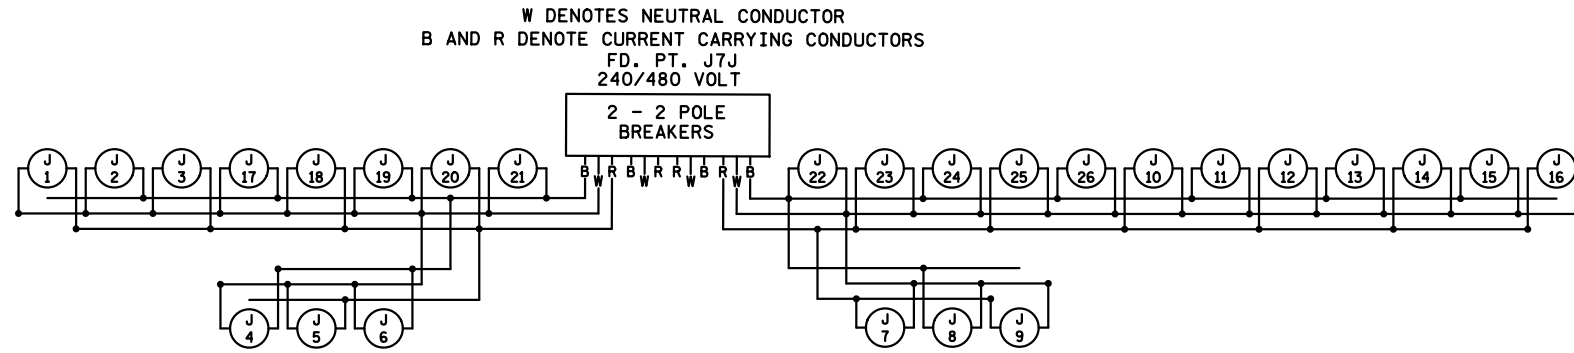 W DENOTES NEUTRAL CONDUCTOR
B AND R DENOTE CURRENT CARRYING CONDUCTORS
FD. PT. J7J
240/480 VOLT
2 - 2 POLE
BREAKERS
B W R B W R R W B R W B
J 1
J 2
J 3
J 17
J 18
J 19
J 20
J 21
J 22
J 23
J 24
J 25
J 26
J 10
J 11
J 12
J 13
J 14
J 15
J 16
J 4
J 5
J 6
J 7
J 8
J 9